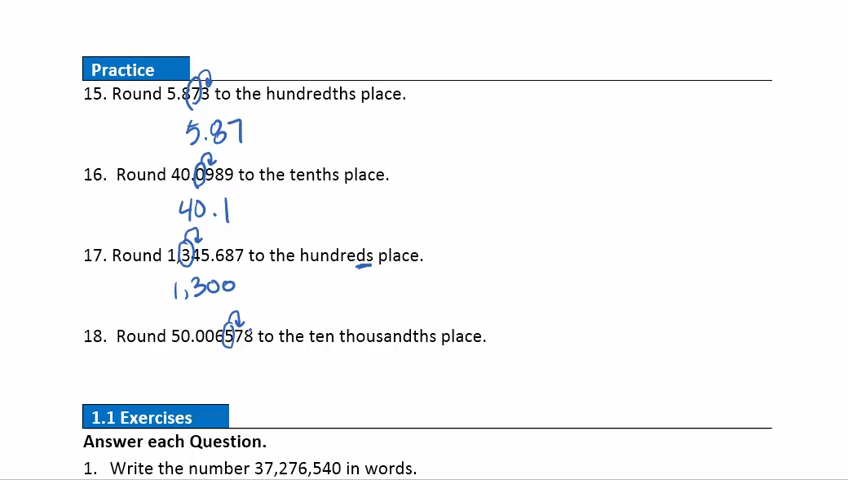 Practice
15. Round 5.873 to the hundredths place.
5.87
16. Round 40.0989 to the tenths place.
40.1
17. Round 1,345.687 to the hundreds place.
1,300
18. Round 50.006578 to the ten thousandths place.
1.1 Exercises
Answer each Question.
1. Write the number 37,276,540 in words.